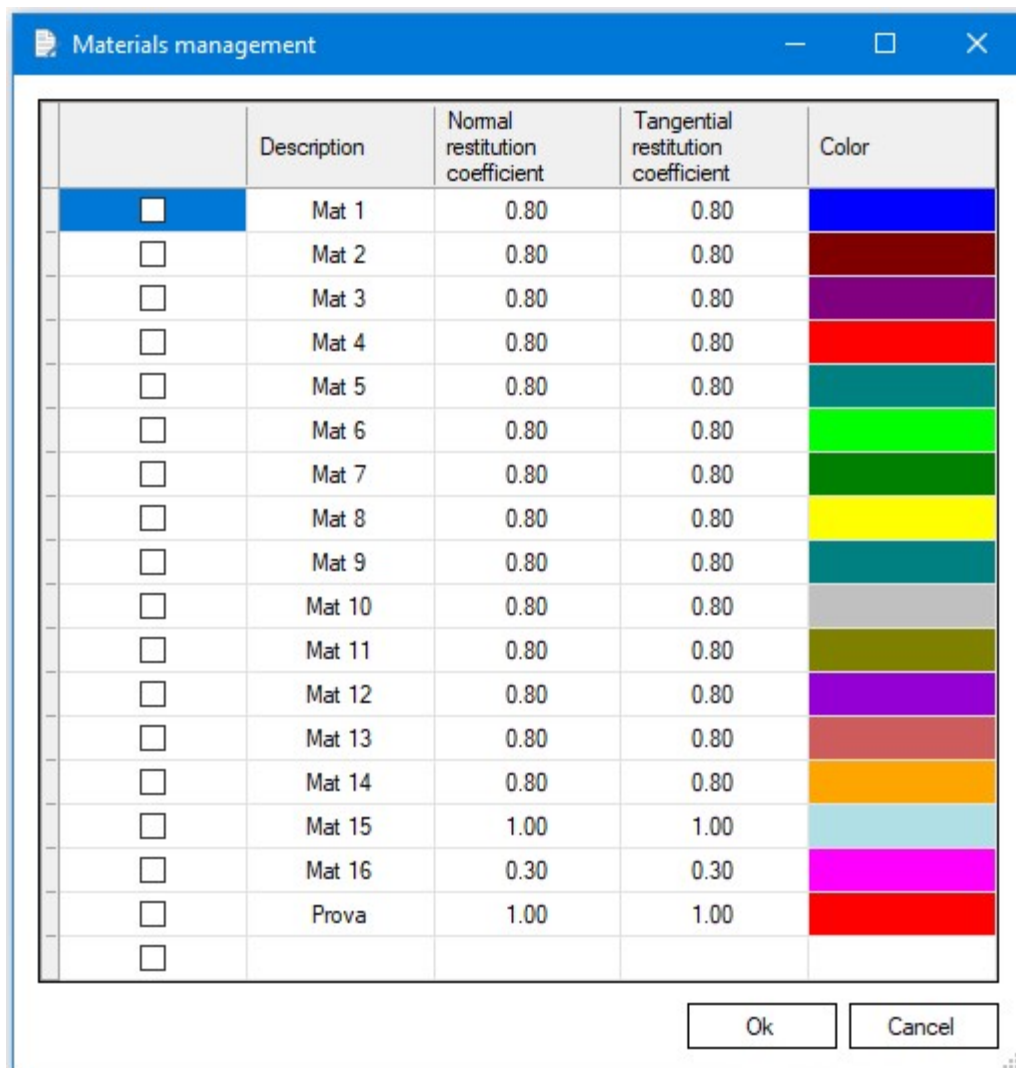 Materials management
Description Normal restitution coefficient Tangential restitution coefficient Color
Mat 1 0.80 0.80
Mat 2 0.80 0.80
Mat 3 0.80 0.80
Mat 4 0.80 0.80
Mat 5 0.80 0.80
Mat 6 0.80 0.80
Mat 7 0.80 0.80
Mat 8 0.80 0.80
Mat 9 0.80 0.80
Mat 10 0.80 0.80
Mat 11 0.80 0.80
Mat 12 0.80 0.80
Mat 13 0.80 0.80
Mat 14 0.80 0.80
Mat 15 1.00 1.00
Mat 16 0.30 0.30
Prova 1.00 1.00
Ok Cancel